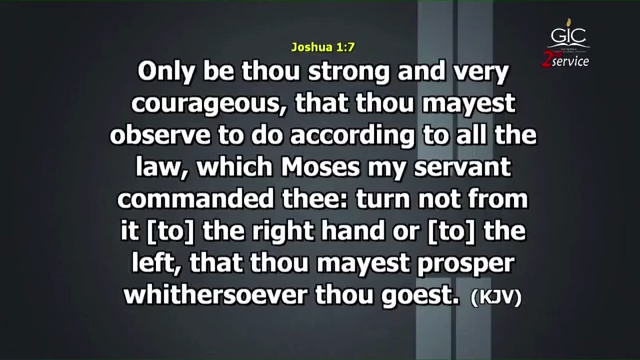 Joshua 1:7
GIC
2nd service
Only be thou strong and very
courageous, that thou mayest
observe to do according to all the
law, which Moses my servant
commanded thee: turn not from
it [to] the right hand or [to] the
left, that thou mayest prosper
whithersoever thou goest. (KJV)